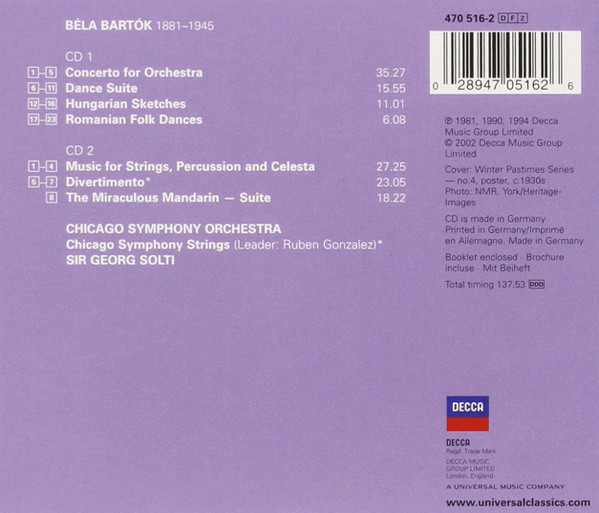 BÉLA BARTÓK 1881–1945
CD 1
1–5 Concerto for Orchestra 35.27
6–11 Dance Suite 15.55
12–16 Hungarian Sketches 11.01
17–23 Romanian Folk Dances 6.08
CD 2
1–4 Music for Strings, Percussion and Celesta 27.25
5–7 Divertimento* 23.05
8 The Miraculous Mandarin – Suite 18.22
CHICAGO SYMPHONY ORCHESTRA
Chicago Symphony Strings (Leader: Ruben Gonzalez)*
SIR GEORG SOLTI
470 516-2 DF2
0 28947 05162 6
℗ 1981, 1990, 1994 Decca
Music Group Limited
© 2002 Decca Music Group
Limited
Cover: Winter Pastimes Series
— no.4, poster, c.1930s
Photo: NMR, York/Heritage-
Images
CD is made in Germany
Printed in Germany/Imprimé
en Allemagne. Made in Germany
Booklet enclosed · Brochure
incluse · Mit Beiheft
Total timing 137.53 DDD
DECCA
DECCA
Regd. Trade Mark
DECCA MUSIC
GROUP LIMITED
London, England
A UNIVERSAL MUSIC COMPANY
www.universalclassics.com